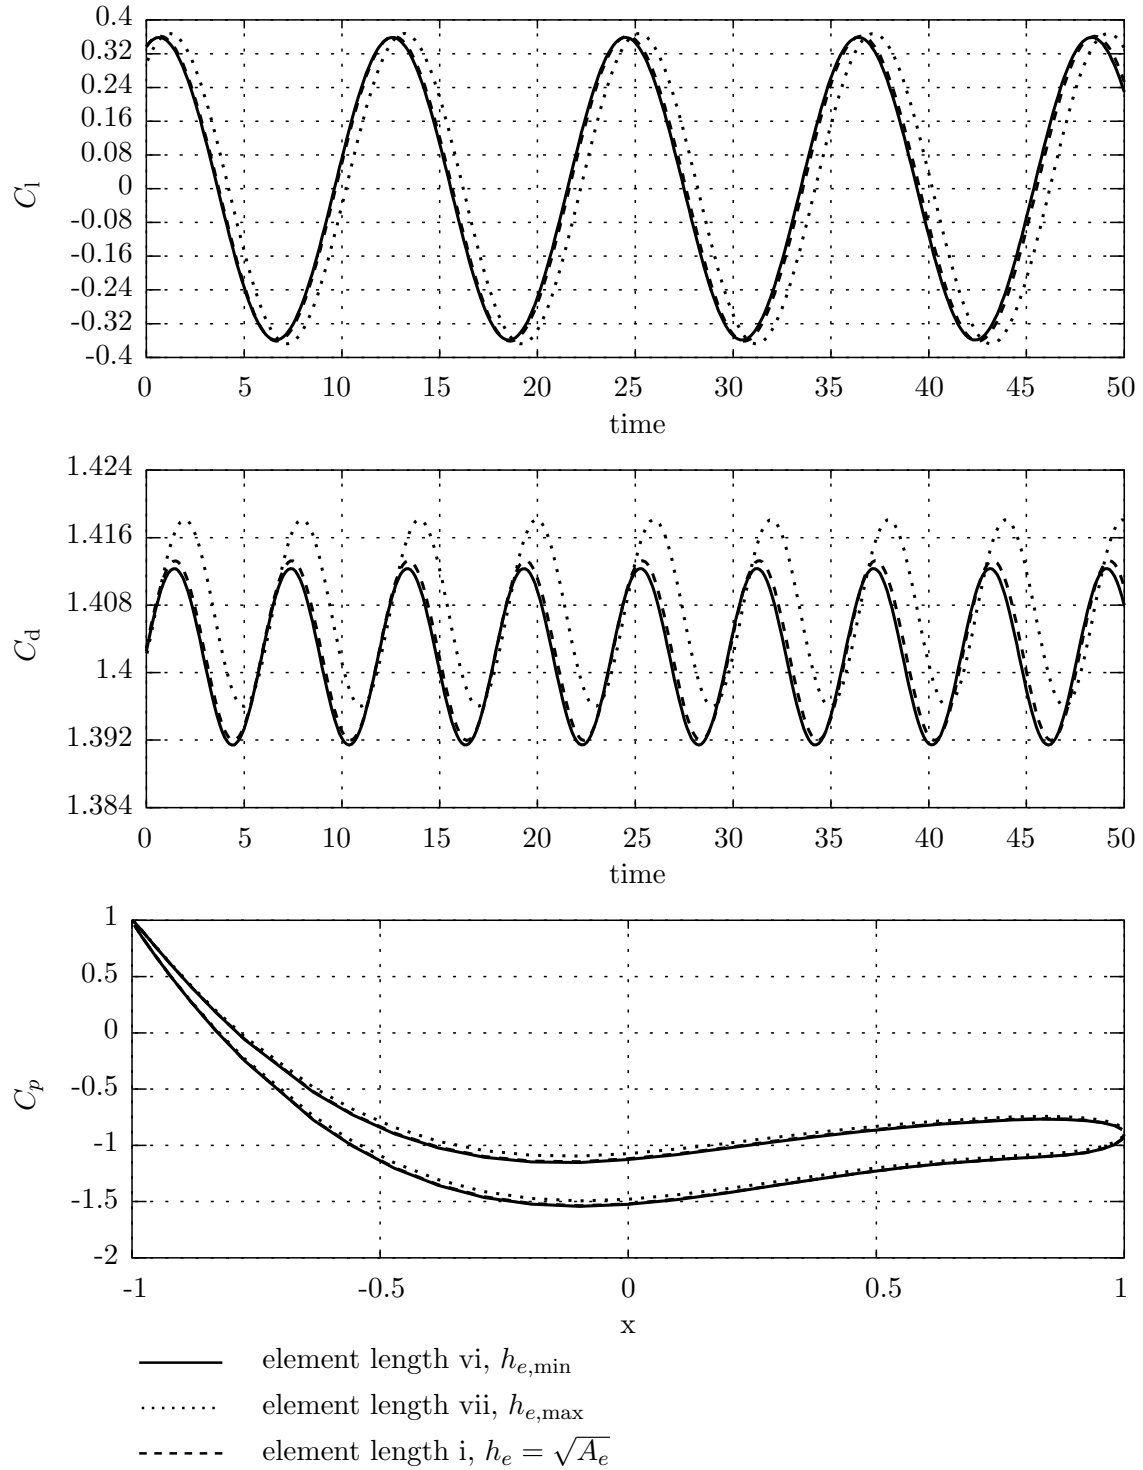 0.4
0.32
0.24
0.16
0.08
0
-0.08
-0.16
-0.24
-0.32
-0.4
C_l
0 5 10 15 20 25 30 35 40 45 50
time
1.424
1.416
1.408
1.4
1.392
1.384
C_d
0 5 10 15 20 25 30 35 40 45 50
time
1
0.5
0
-0.5
-1
-1.5
-2
C_p
-1 -0.5 0 0.5 1
x
element length vi, h_{e,min}
element length vii, h_{e,max}
element length i, h_e = √A_e